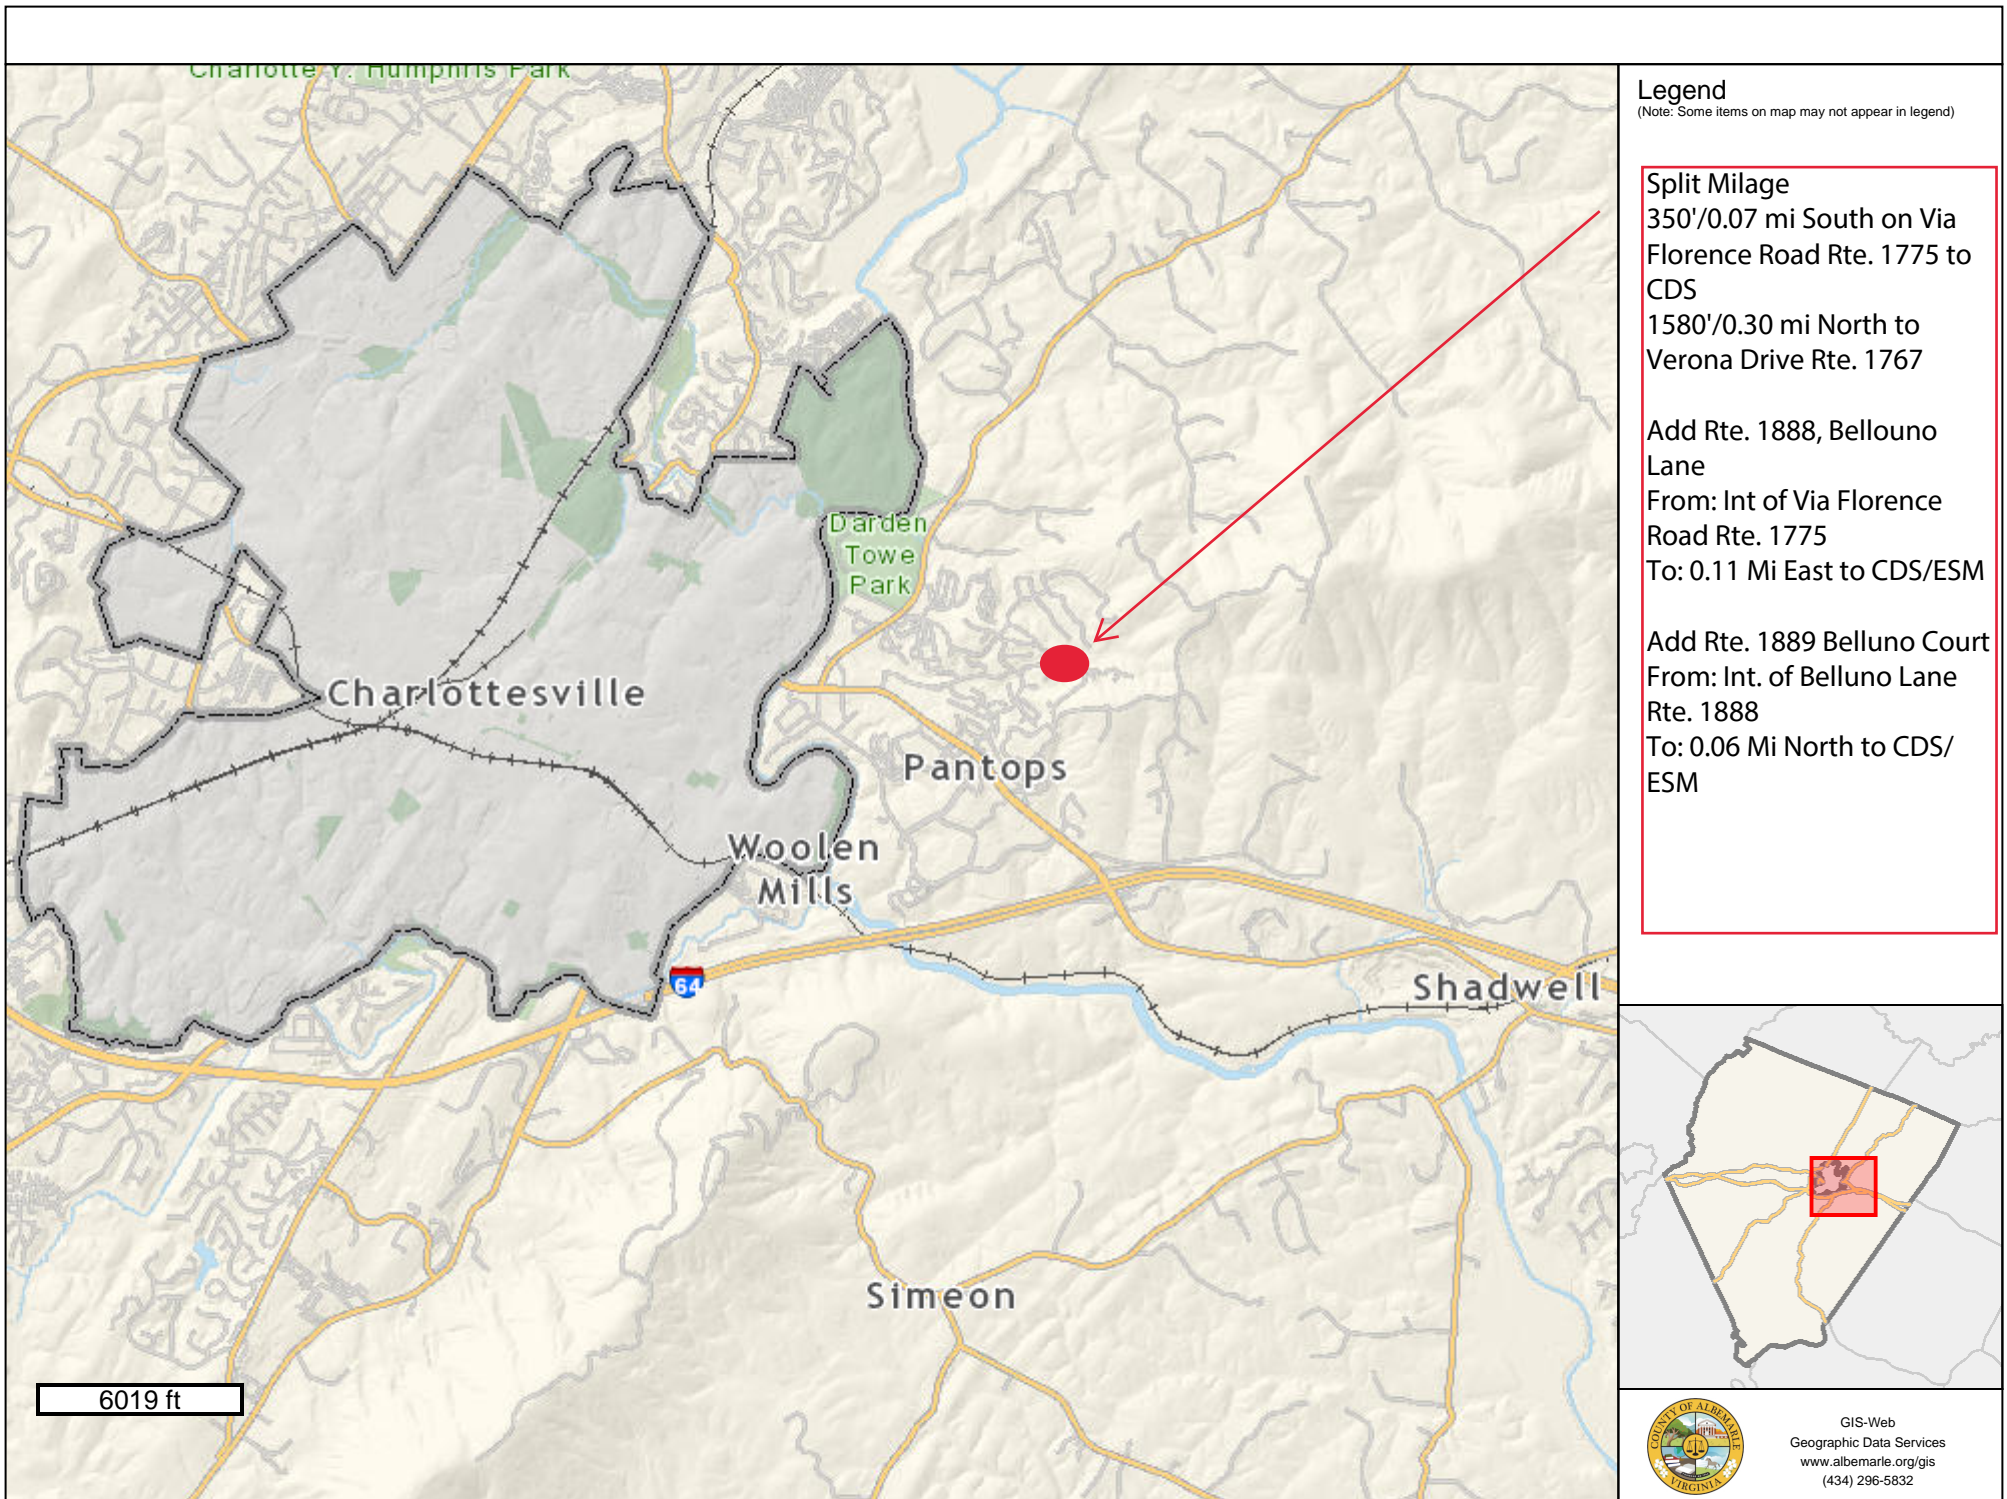 Charlotte Y. Humphris Park
Darden
Towe
Park
Charlottesville
Pantops
Woolen
Mills
64
Shadwell
Simeon
6019 ft
Legend
(Note: Some items on map may not appear in legend)
Split Milage
350'/0.07 mi South on Via
Florence Road Rte. 1775 to
CDS
1580'/0.30 mi North to
Verona Drive Rte. 1767
Add Rte. 1888, Bellouno
Lane
From: Int of Via Florence
Road Rte. 1775
To: 0.11 Mi East to CDS/ESM
Add Rte. 1889 Belluno Court
From: Int. of Belluno Lane
Rte. 1888
To: 0.06 Mi North to CDS/
ESM
COUNTY OF ALBEMARLE
VIRGINIA
GIS-Web
Geographic Data Services
www.albemarle.org/gis
(434) 296-5832